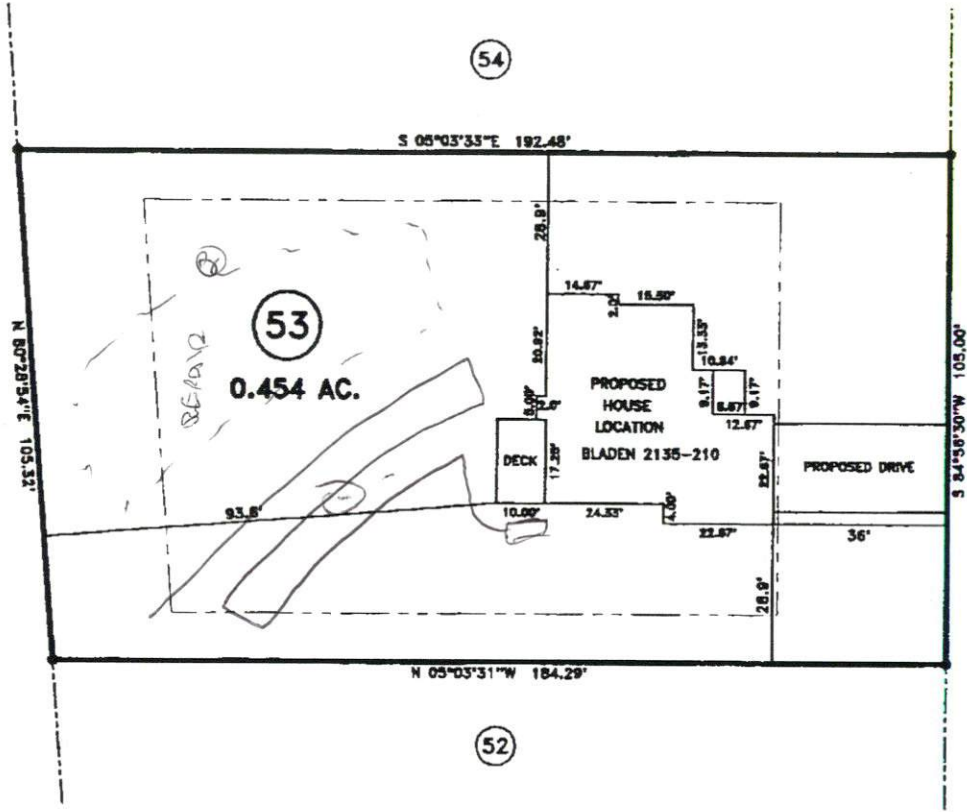 54
S 05°03'33"E 192.48'
28.9'
14.67'
2.0'
15.50'
13.33'
10.84'
20.92'
53
0.454 AC.
REPAIR
N 80°28'54"E 105.32'
S 84°56'30"W 105.00'
PROPOSED
HOUSE
LOCATION
BLADEN 2135-210
9.17'
9.17'
6.67'
12.67'
5.00'
2.0'
DECK
17.29'
22.67'
PROPOSED DRIVE
93.6'
10.00'
24.33'
4.00'
22.67'
36'
28.9'
N 05°03'31"W 184.29'
52